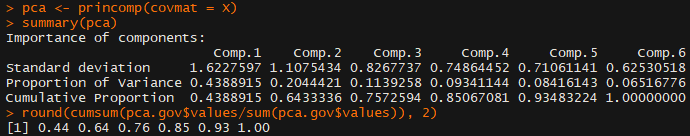 > pca <- princomp(covmat = X)
> summary(pca)
Importance of components:
                          Comp.1    Comp.2    Comp.3     Comp.4     Comp.5     Comp.6
Standard deviation     1.6227597 1.1075434 0.8267737 0.74864452 0.71061141 0.62530518
Proportion of Variance 0.4388915 0.2044421 0.1139258 0.09341144 0.08416143 0.06516776
Cumulative Proportion  0.4388915 0.6433336 0.7572594 0.85067081 0.93483224 1.00000000
> round(cumsum(pca.gov$values/sum(pca.gov$values)), 2)
[1] 0.44 0.64 0.76 0.85 0.93 1.00